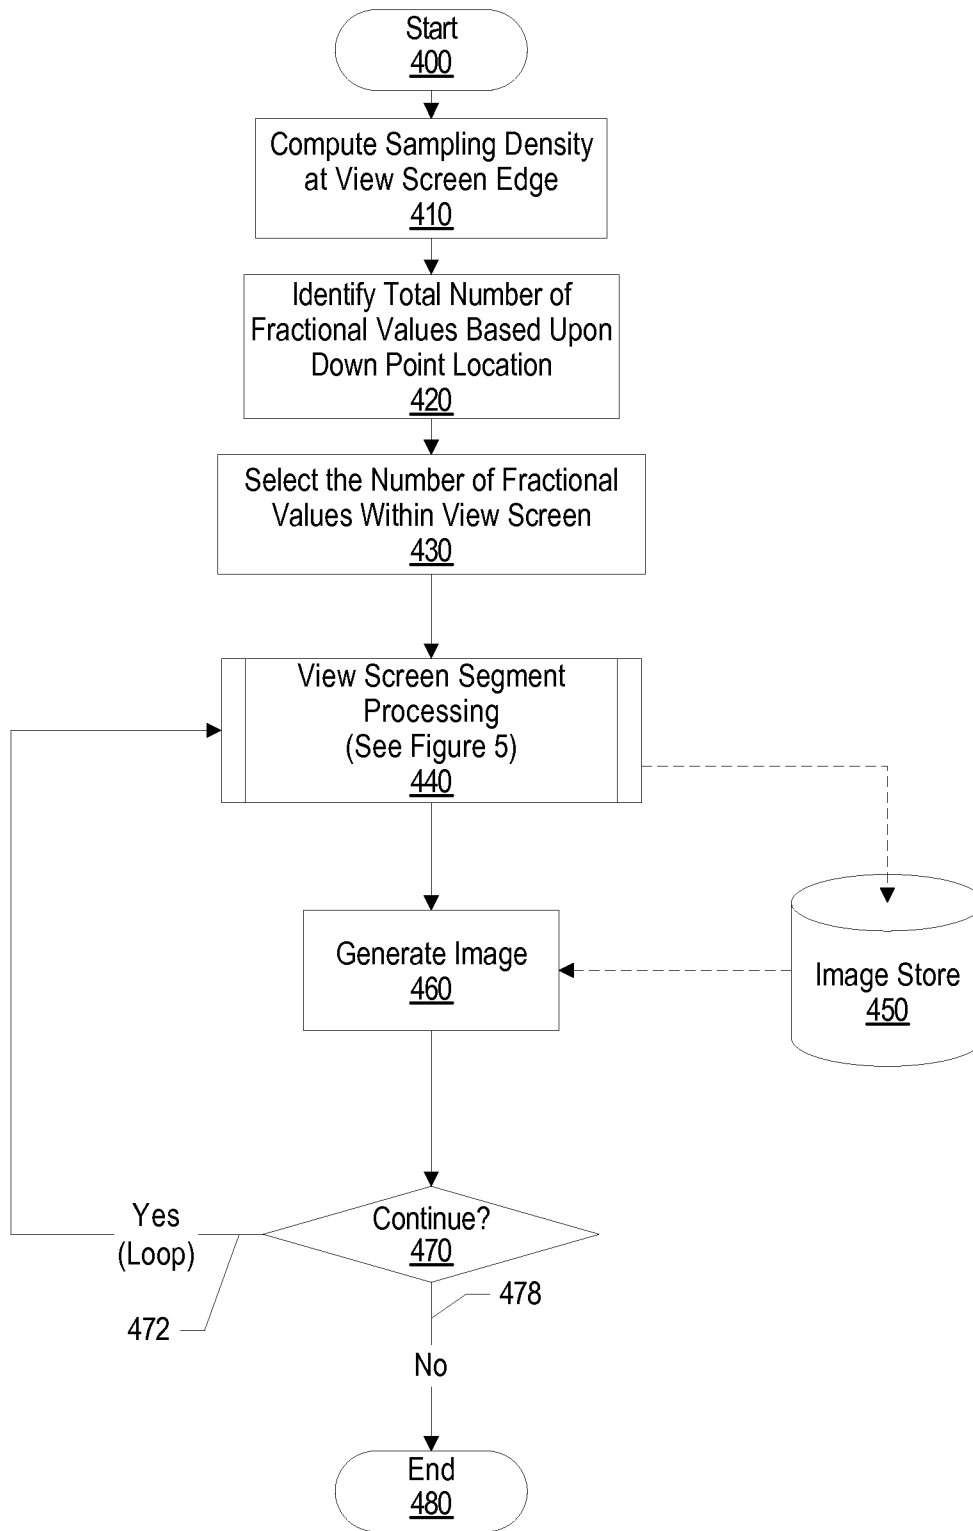 Start
400
Compute Sampling Density
at View Screen Edge
410
Identify Total Number of
Fractional Values Based Upon
Down Point Location
420
Select the Number of Fractional
Values Within View Screen
430
View Screen Segment
Processing
(See Figure 5)
440
Image Store
450
Generate Image
460
Continue?
470
Yes
(Loop)
472
478
No
End
480